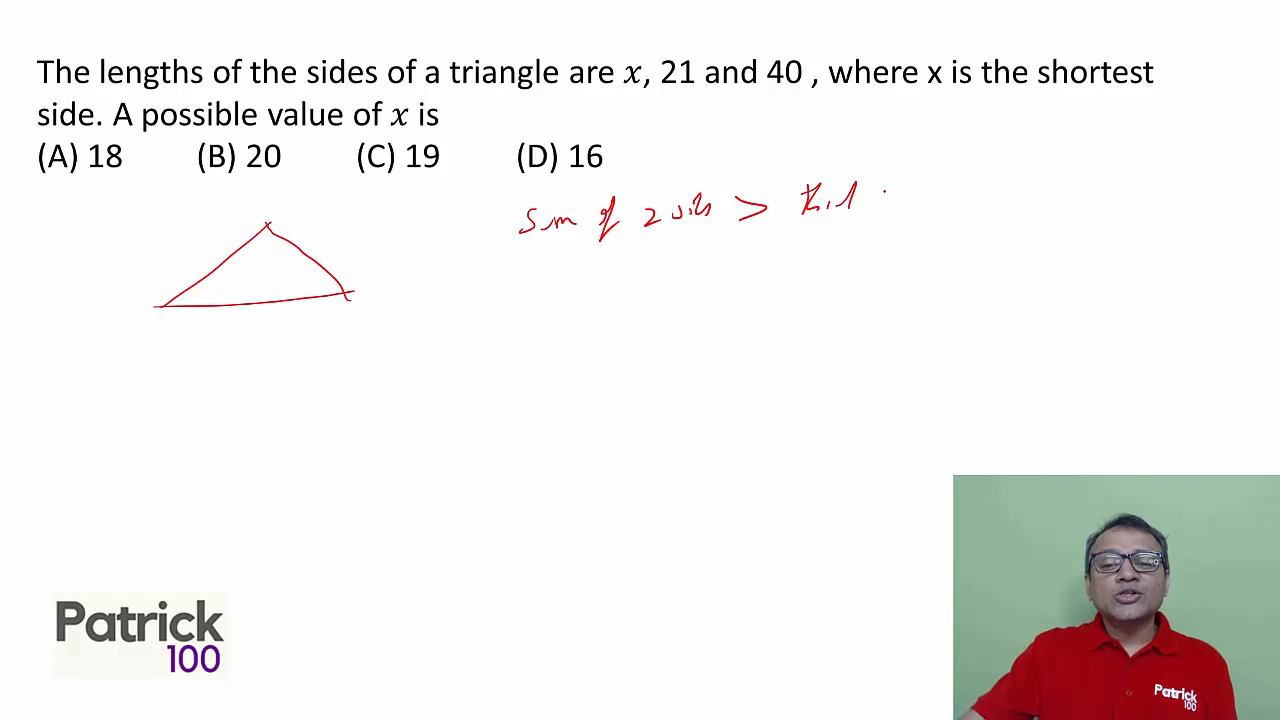 The lengths of the sides of a triangle are x, 21 and 40 , where x is the shortest
side. A possible value of x is
(A) 18 (B) 20 (C) 19 (D) 16
Sum of 2 sides > third
Patrick
100
Patrick
100